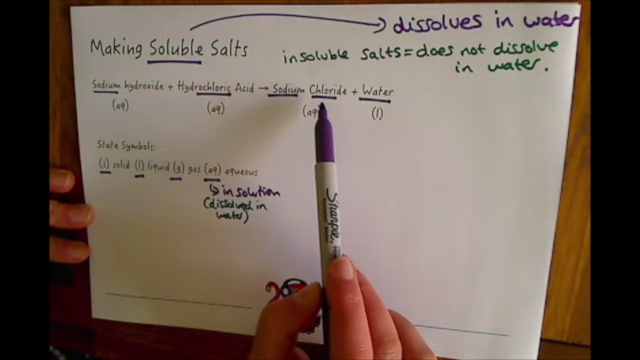 dissolves in water
Making Soluble Salts
insoluble salts = does not dissolve
in water.
Sodium hydroxide + Hydrochloric Acid → Sodium Chloride + Water
(aq) (aq) (aq) (l)
State Symbols:
(s) solid (l) liquid (g) gas (aq) aqueous
↳ in solution
(dissolved in
water)
Sharpie